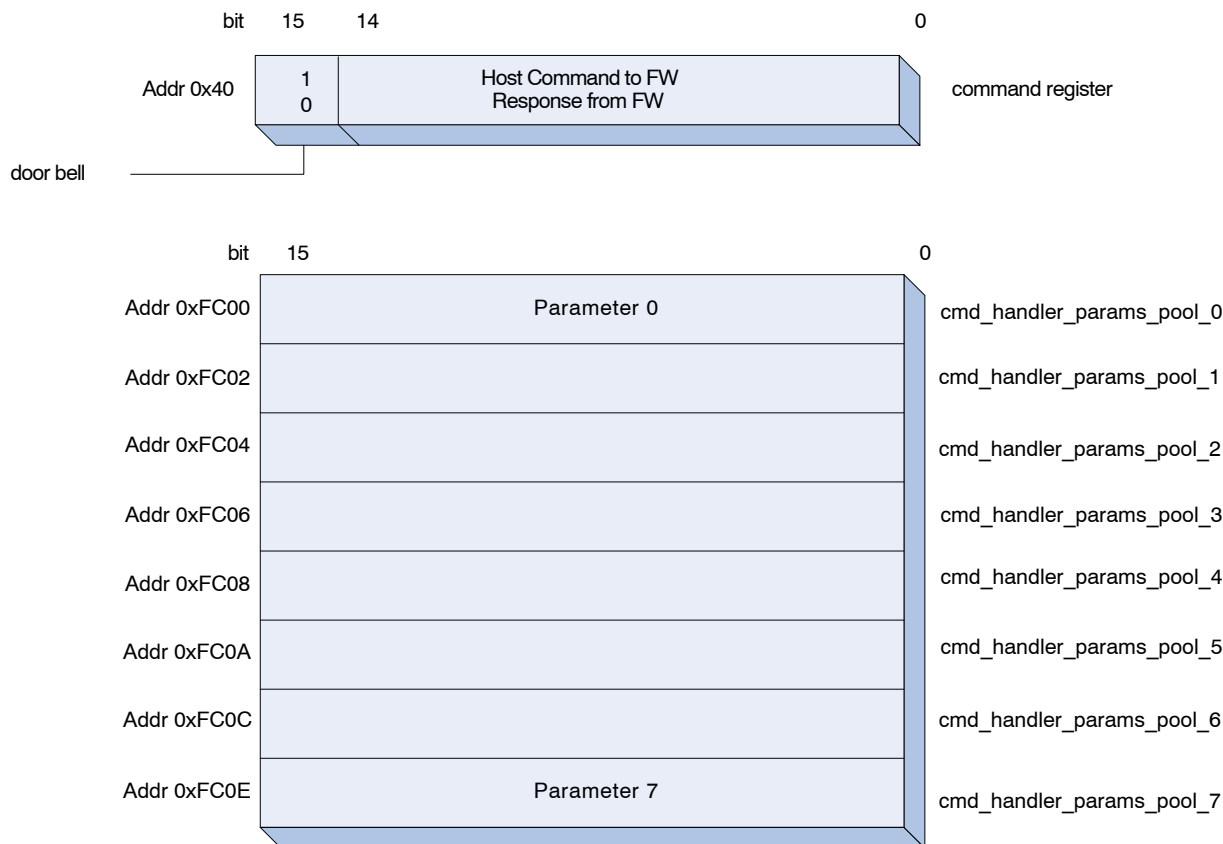 bit 15 14 0
Addr 0x40 1 Host Command to FW command register
0 Response from FW
door bell
bit 15 0
Addr 0xFC00 Parameter 0 cmd_handler_params_pool_0
Addr 0xFC02 cmd_handler_params_pool_1
Addr 0xFC04 cmd_handler_params_pool_2
Addr 0xFC06 cmd_handler_params_pool_3
Addr 0xFC08 cmd_handler_params_pool_4
Addr 0xFC0A cmd_handler_params_pool_5
Addr 0xFC0C cmd_handler_params_pool_6
Addr 0xFC0E Parameter 7 cmd_handler_params_pool_7